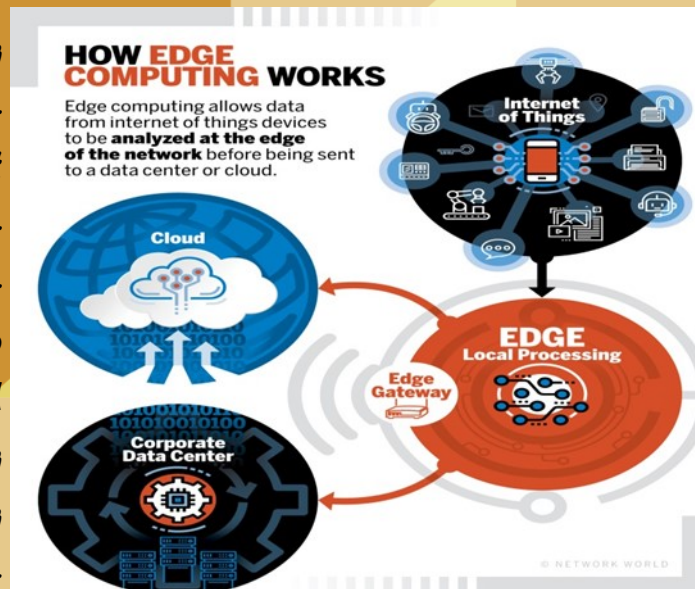 HOW EDGE
COMPUTING WORKS
Edge computing allows data
from internet of things devices
to be analyzed at the edge
of the network before being sent
to a data center or cloud.
Internet
of Things
Cloud
101010100
EDGE
Local Processing
Edge
Gateway
Corporate
Data Center
© NETWORK WORLD